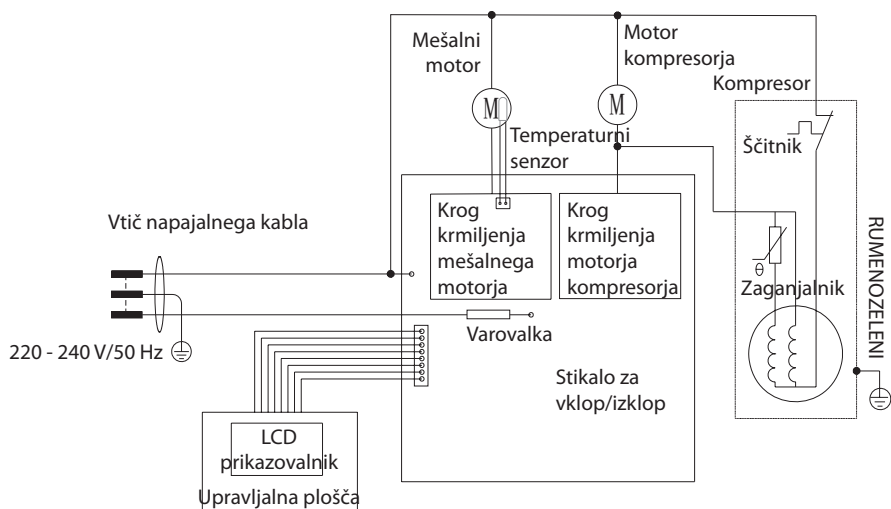 Mešalni
motor
Motor
kompresorja
Kompresor
M
M
Ščitnik
Temperaturni
senzor
Vtič napajalnega kabla
Krog
krmiljenja
mešalnega
motorja
Krog
krmiljenja
motorja
kompresorja
RUMENOZELENI
θ
Zaganjalnik
Varovalka
220 - 240 V/50 Hz
Stikalo za
vklop/izklop
LCD
prikazovalnik
Upravljalna plošča